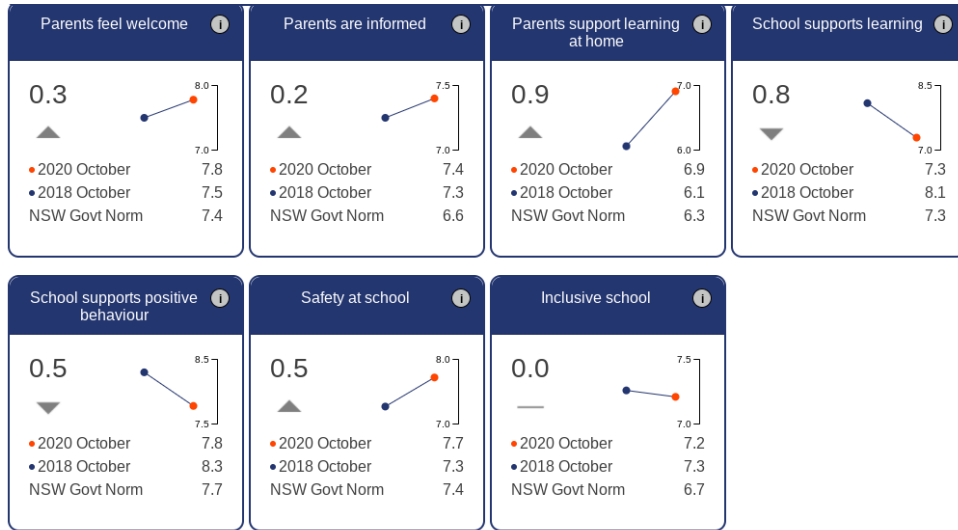 Parents feel welcome i
0.3
8.0
7.0
2020 October 7.8
2018 October 7.5
NSW Govt Norm 7.4
Parents are informed i
0.2
7.5
7.0
2020 October 7.4
2018 October 7.3
NSW Govt Norm 6.6
Parents support learning i
at home
0.9
7.0
6.0
2020 October 6.9
2018 October 6.1
NSW Govt Norm 6.3
School supports learning i
0.8
8.5
7.0
2020 October 7.3
2018 October 8.1
NSW Govt Norm 7.3
School supports positive i
behaviour
0.5
8.5
7.5
2020 October 7.8
2018 October 8.3
NSW Govt Norm 7.7
Safety at school i
0.5
8.0
7.0
2020 October 7.7
2018 October 7.3
NSW Govt Norm 7.4
Inclusive school i
0.0
7.5
7.0
2020 October 7.2
2018 October 7.3
NSW Govt Norm 6.7